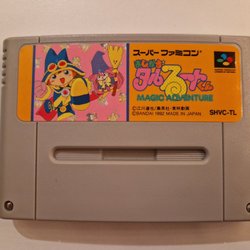 スーパーファミコン
まじかる☆
タルるートくん
MAGIC ADVENTURE
©江川達也/集英社・東映動画
©BANDAI 1992 MADE IN JAPAN
SHVC-TL